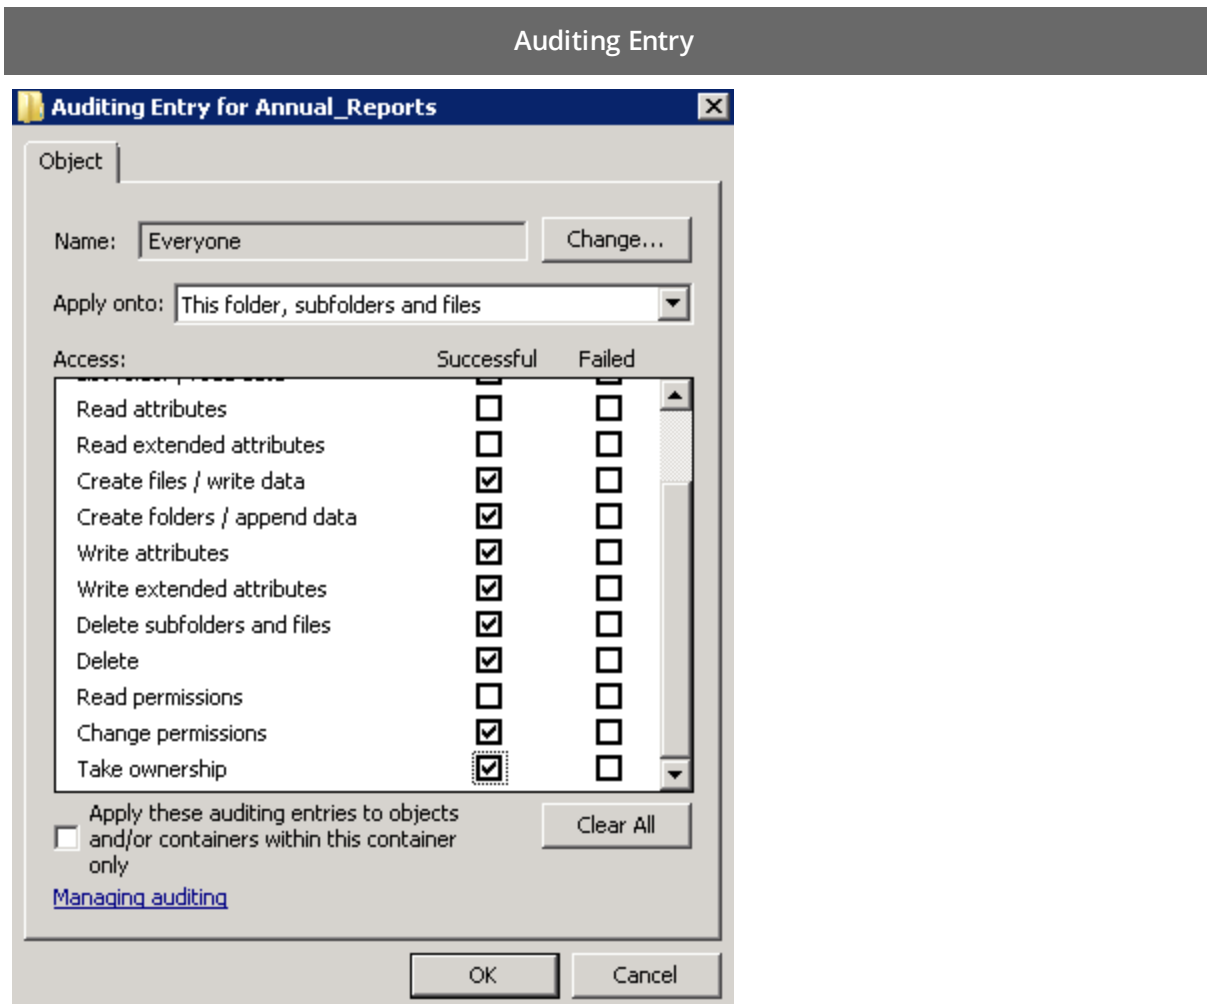 Auditing Entry
Auditing Entry for Annual_Reports
Object
Name: Everyone Change...
Apply onto: This folder, subfolders and files
Access: Successful Failed
Read attributes
Read extended attributes
Create files / write data
Create folders / append data
Write attributes
Write extended attributes
Delete subfolders and files
Delete
Read permissions
Change permissions
Take ownership
Apply these auditing entries to objects
and/or containers within this container
only
Clear All
Managing auditing
OK Cancel